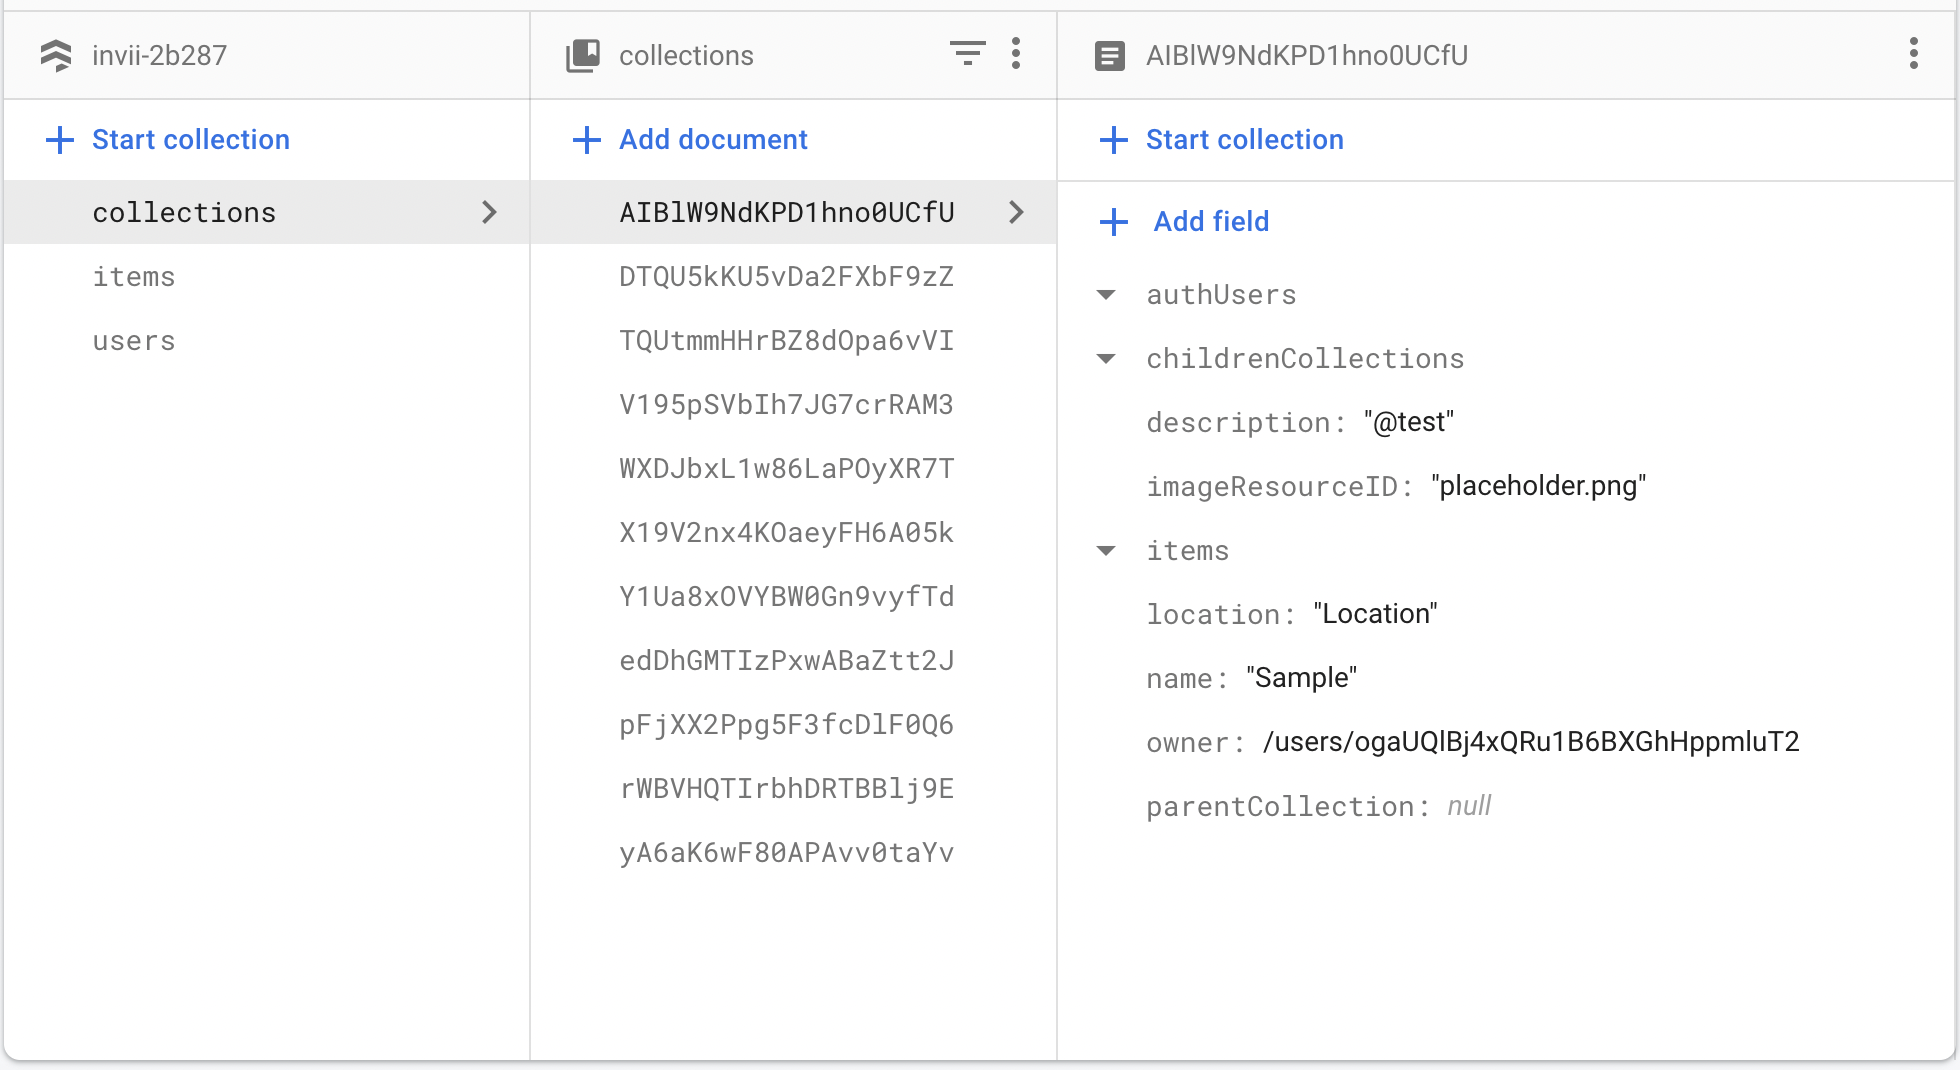 invii-2b287
Start collection
collections
items
users
collections
Add document
AIBlW9NdKPD1hno0UCfU
DTQU5kKU5vDa2FXbF9zZ
TQUtmmHHrBZ8dOpa6vVI
V195pSVbIh7JG7crRAM3
WXDJbxL1w86LaPOyXR7T
X19V2nx4KOaeyFH6A05k
Y1Ua8xOVYBW0Gn9vyfTd
edDhGMTIzPxwABaZtt2J
pFjXX2Ppg5F3fcDlF0Q6
rWBVHQTIrbhDRTBBlj9E
yA6aK6wF80APAvv0taYv
AIBlW9NdKPD1hno0UCfU
Start collection
Add field
authUsers
childrenCollections
description: "@test"
imageResourceID: "placeholder.png"
items
location: "Location"
name: "Sample"
owner: /users/ogaUQlBj4xQRu1B6BXGhHppmluT2
parentCollection: null